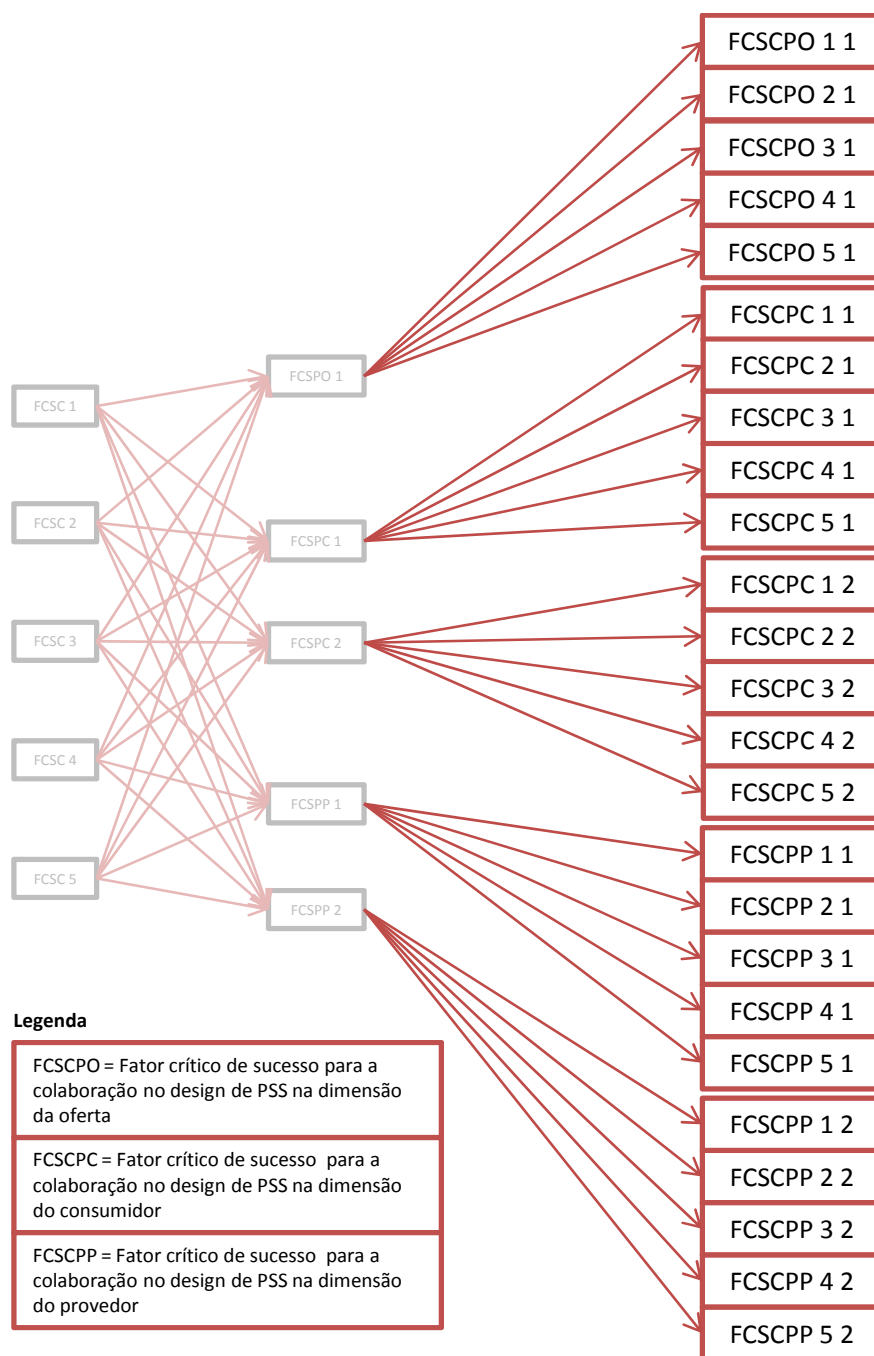 FCSC 1
FCSC 2
FCSC 3
FCSC 4
FCSC 5
FCSPO 1
FCSPC 1
FCSPC 2
FCSPP 1
FCSPP 2
FCSCPO 1 1
FCSCPO 2 1
FCSCPO 3 1
FCSCPO 4 1
FCSCPO 5 1
FCSCPC 1 1
FCSCPC 2 1
FCSCPC 3 1
FCSCPC 4 1
FCSCPC 5 1
FCSCPC 1 2
FCSCPC 2 2
FCSCPC 3 2
FCSCPC 4 2
FCSCPC 5 2
FCSCPP 1 1
FCSCPP 2 1
FCSCPP 3 1
FCSCPP 4 1
FCSCPP 5 1
FCSCPP 1 2
FCSCPP 2 2
FCSCPP 3 2
FCSCPP 4 2
FCSCPP 5 2
Legenda
FCSCPO = Fator crítico de sucesso para a
colaboração no design de PSS na dimensão
da oferta
FCSCPC = Fator crítico de sucesso para a
colaboração no design de PSS na dimensão
do consumidor
FCSCPP = Fator crítico de sucesso para a
colaboração no design de PSS na dimensão
do provedor